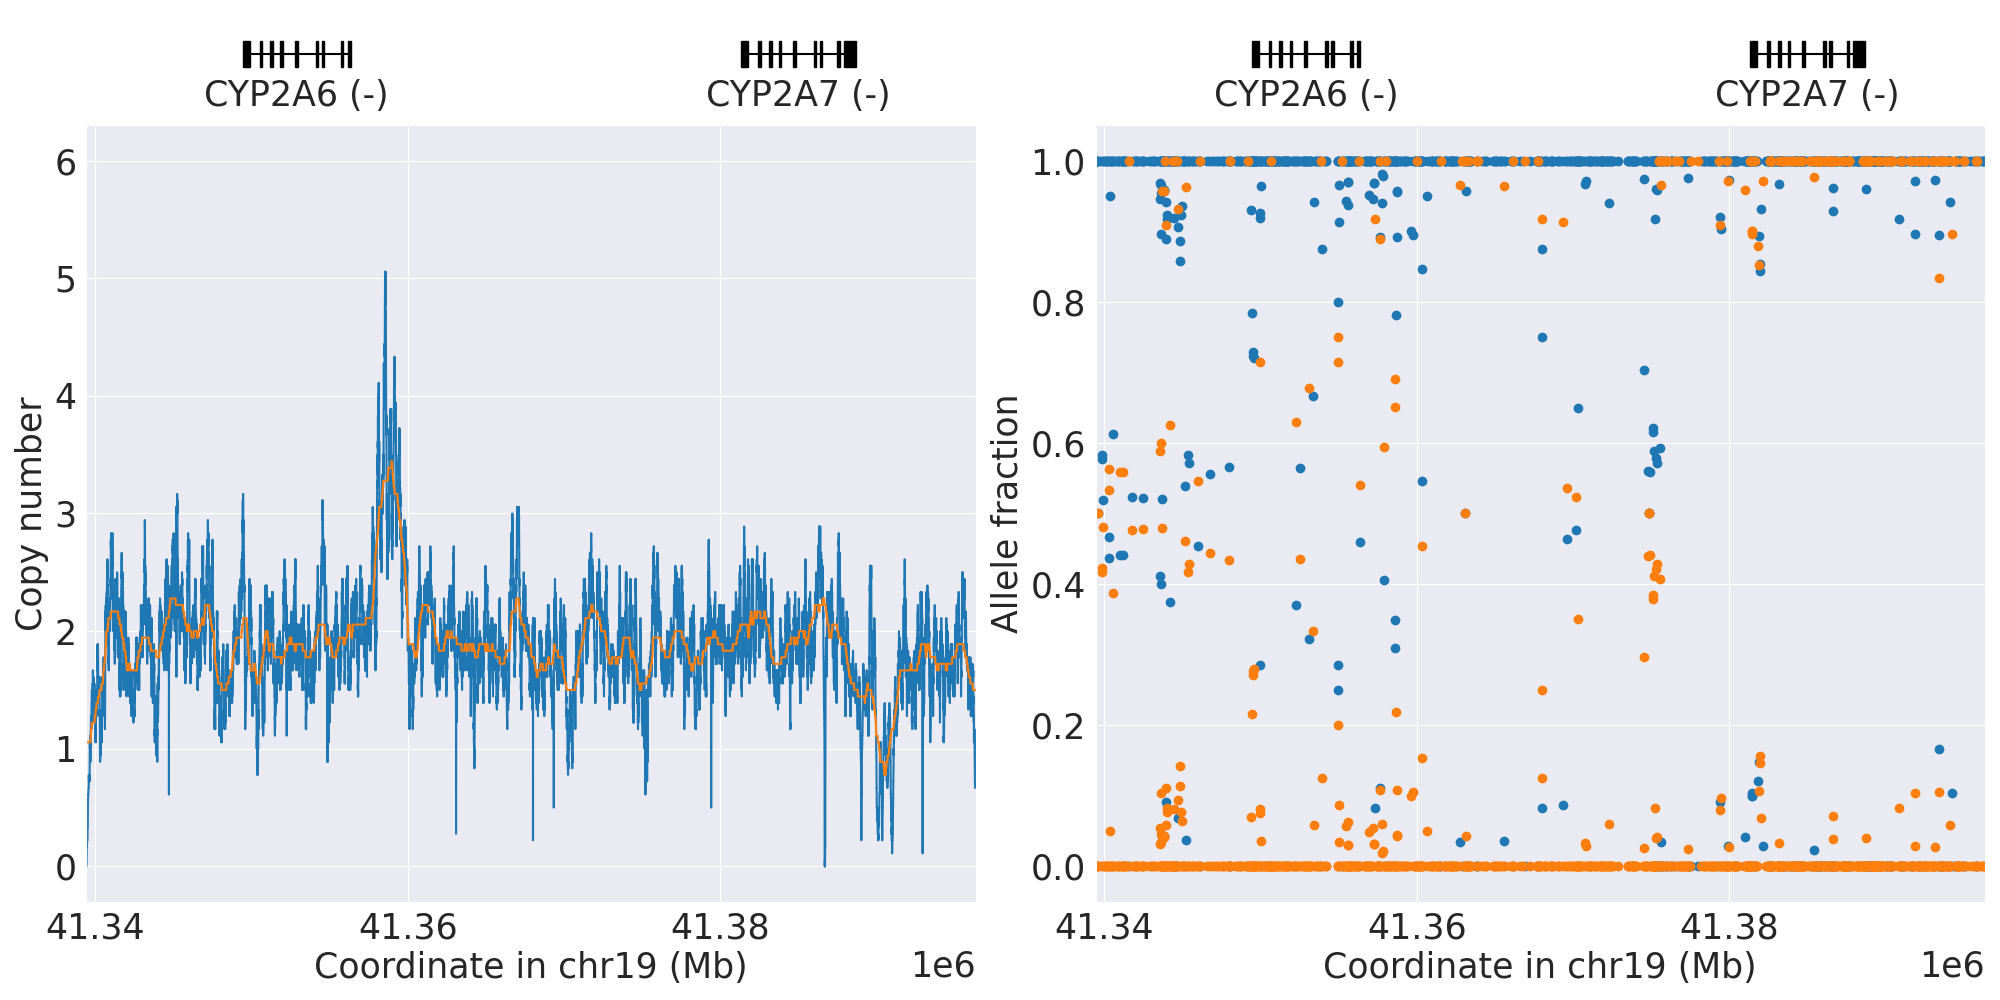 CYP2A6 (-)
CYP2A7 (-)
CYP2A6 (-)
CYP2A7 (-)
6
5
4
3
2
1
0
Copy number
41.34
41.36
41.38
Coordinate in chr19 (Mb)
1e6
1.0
0.8
0.6
0.4
0.2
0.0
Allele fraction
41.34
41.36
41.38
Coordinate in chr19 (Mb)
1e6